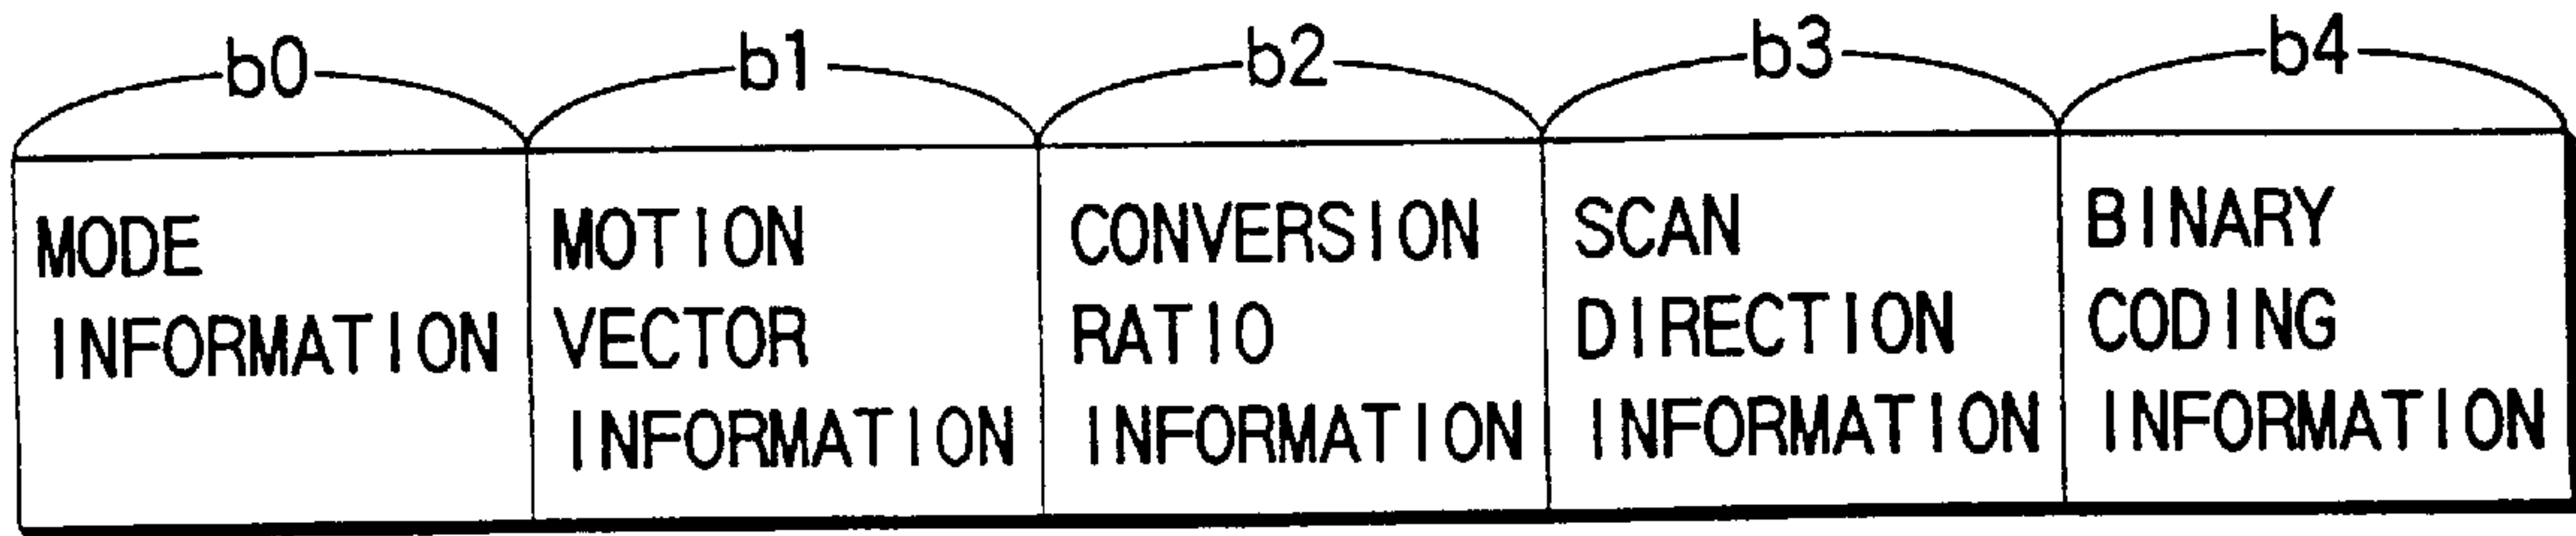 b0 b1 b2 b3 b4
MODE
INFORMATION
MOTION
VECTOR
INFORMATION
CONVERSION
RATIO
INFORMATION
SCAN
DIRECTION
INFORMATION
BINARY
CODING
INFORMATION